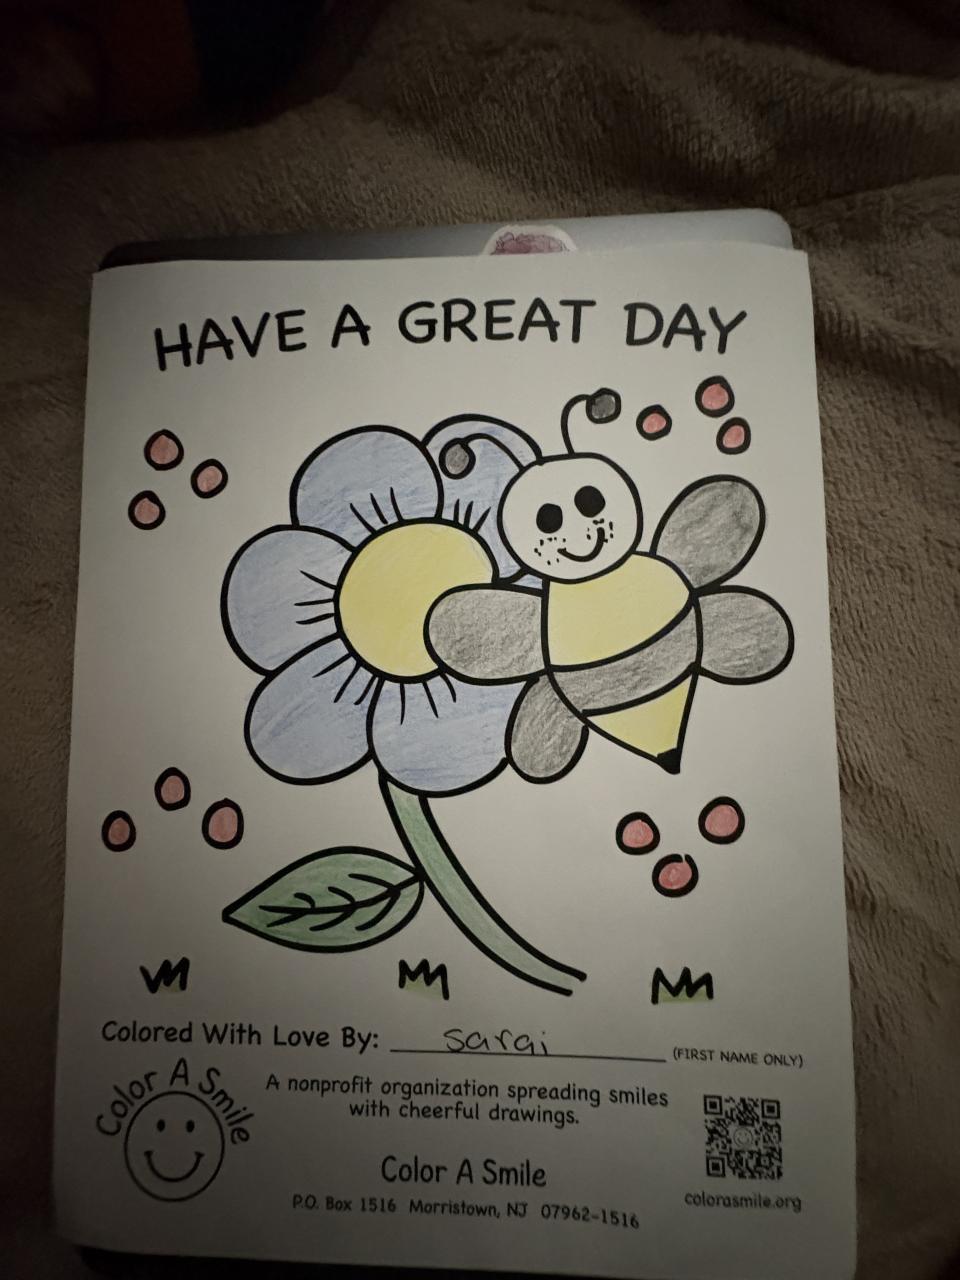 HAVE A GREAT DAY
Colored With Love By: sarai (FIRST NAME ONLY)
Color A Smile
A nonprofit organization spreading smiles
with cheerful drawings.
Color A Smile
P.O. Box 1516 Morristown, NJ 07962-1516
colorasmile.org